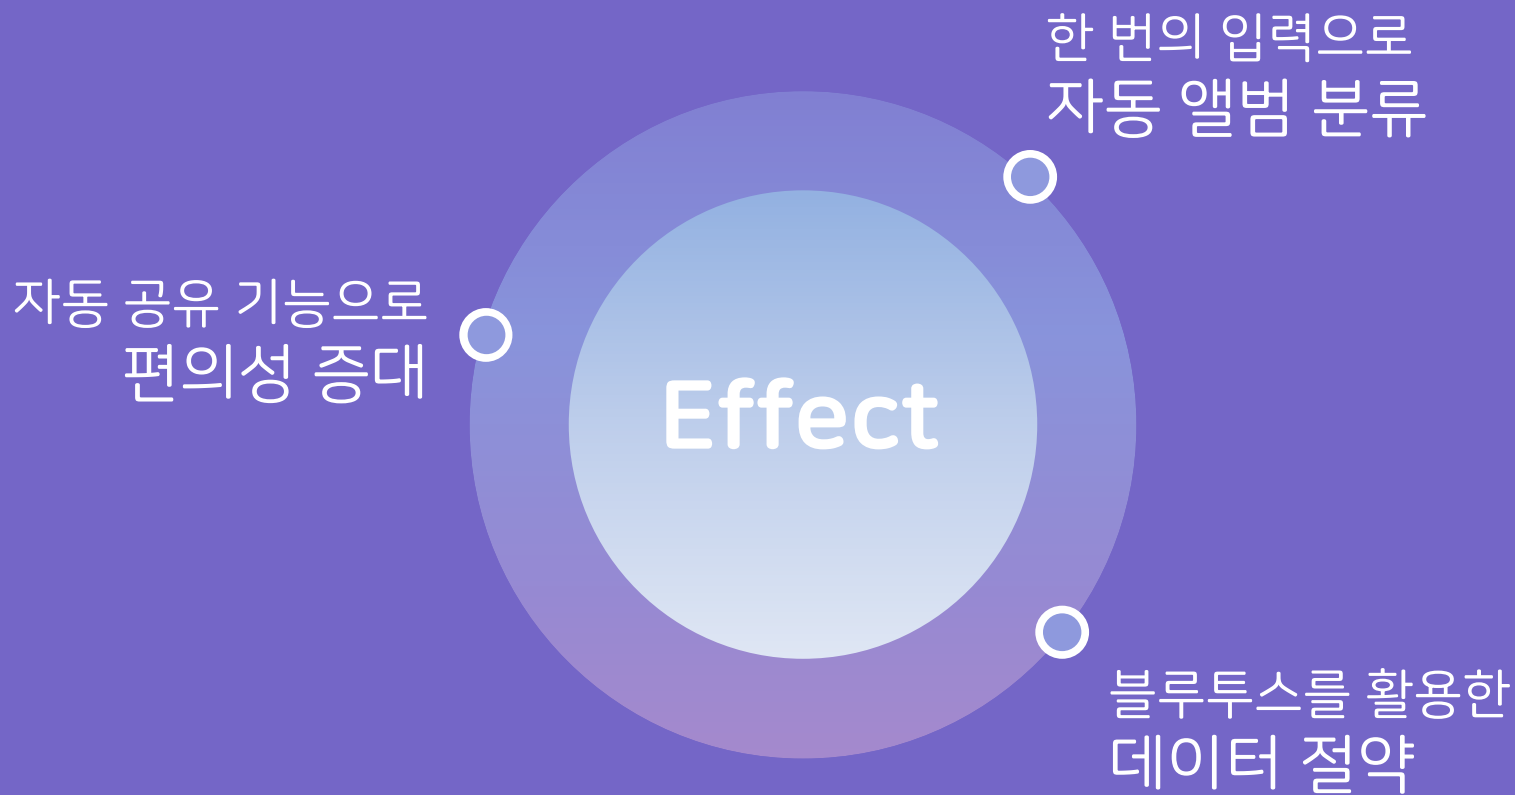 한 번의 입력으로
자동 앨범 분류
자동 공유 기능으로
편의성 증대
Effect
블루투스를 활용한
데이터 절약